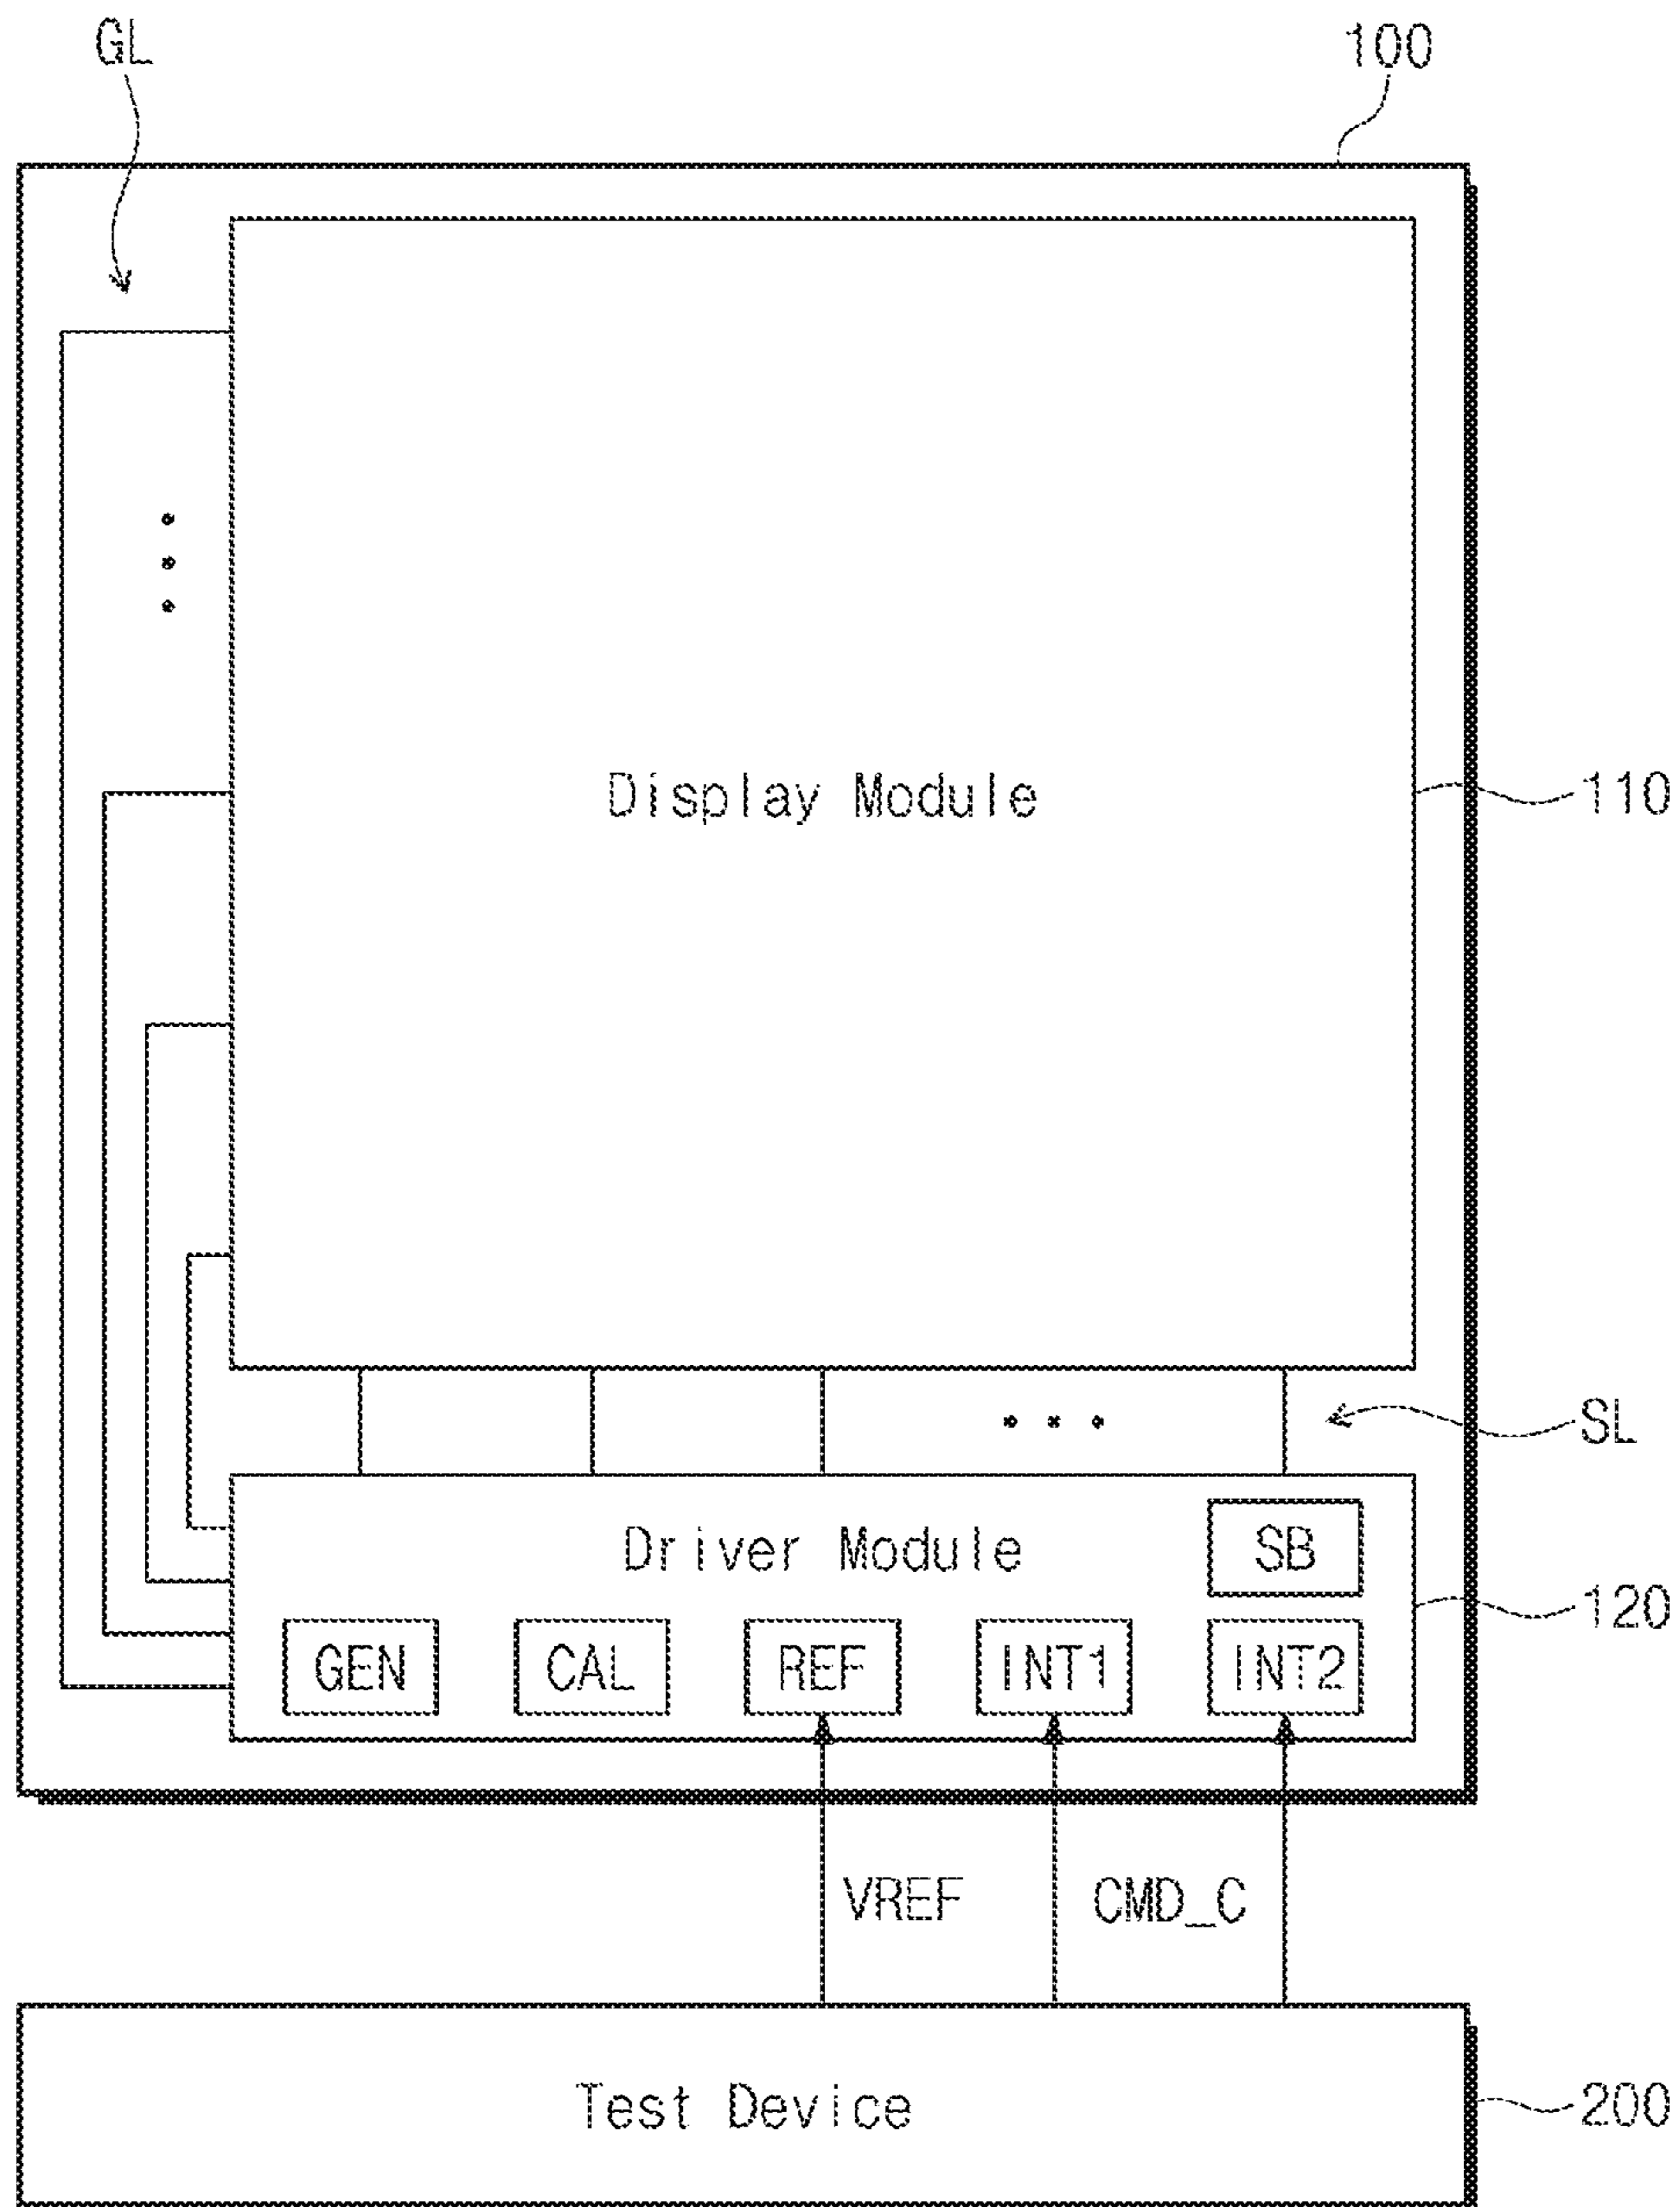 GL
100
Display Module
110
SL
Driver Module
SB
120
GEN
CAL
REF
INT1
INT2
VREF
CMD_C
Test Device
200